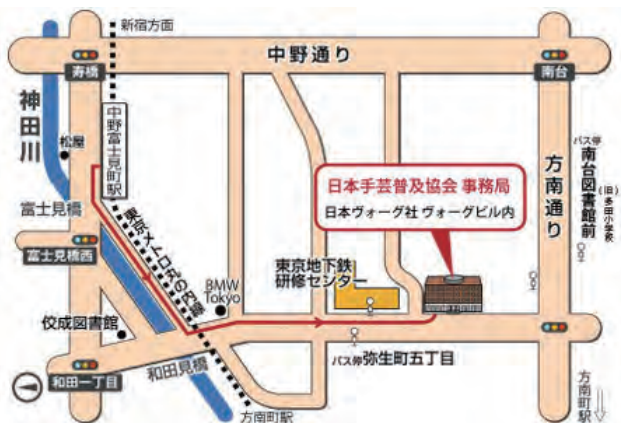 新宿方面
中野通り
寿橋
南台
神田川
松屋
中野富士見町駅
富士見橋
富士見橋西
東京メトロ丸の内線
BMW
Tokyo
東京地下鉄
研修センター
日本手芸普及協会 事務局
日本ヴォーグ社 ヴォーグビル内
方南通り
バス停
南台図書館前
(旧)多田小学校
佼成図書館
和田見橋
和田一丁目
バス停 弥生町五丁目
方南町駅
方南町駅